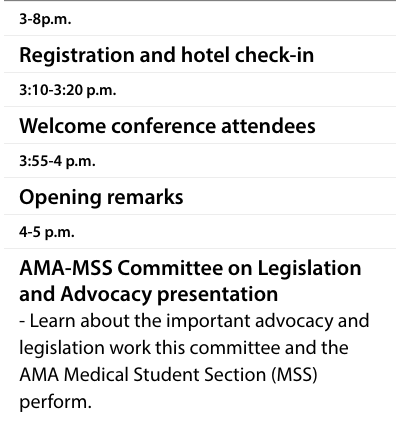 3-8p.m.
Registration and hotel check-in
3:10-3:20 p.m.
Welcome conference attendees
3:55-4 p.m.
Opening remarks
4-5 p.m.
AMA-MSS Committee on Legislation
and Advocacy presentation
- Learn about the important advocacy and
legislation work this committee and the
AMA Medical Student Section (MSS)
perform.